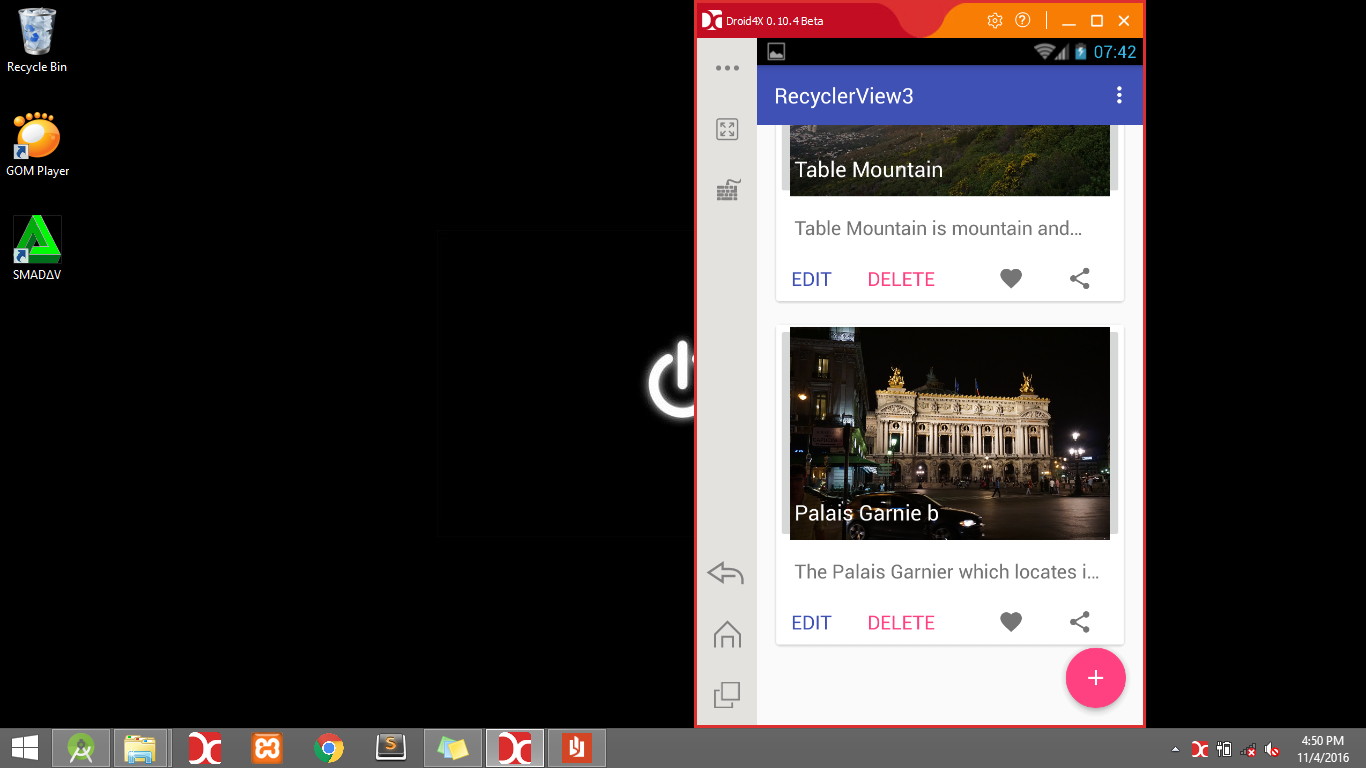 Recycle Bin
GOM Player
SMADΔV
Droid4X 0.10.4 Beta
07:42
RecyclerView3
Table Mountain
Table Mountain is mountain and…
EDIT DELETE
Palais Garnie b
The Palais Garnier which locates i…
EDIT DELETE
4:50 PM
11/4/2016